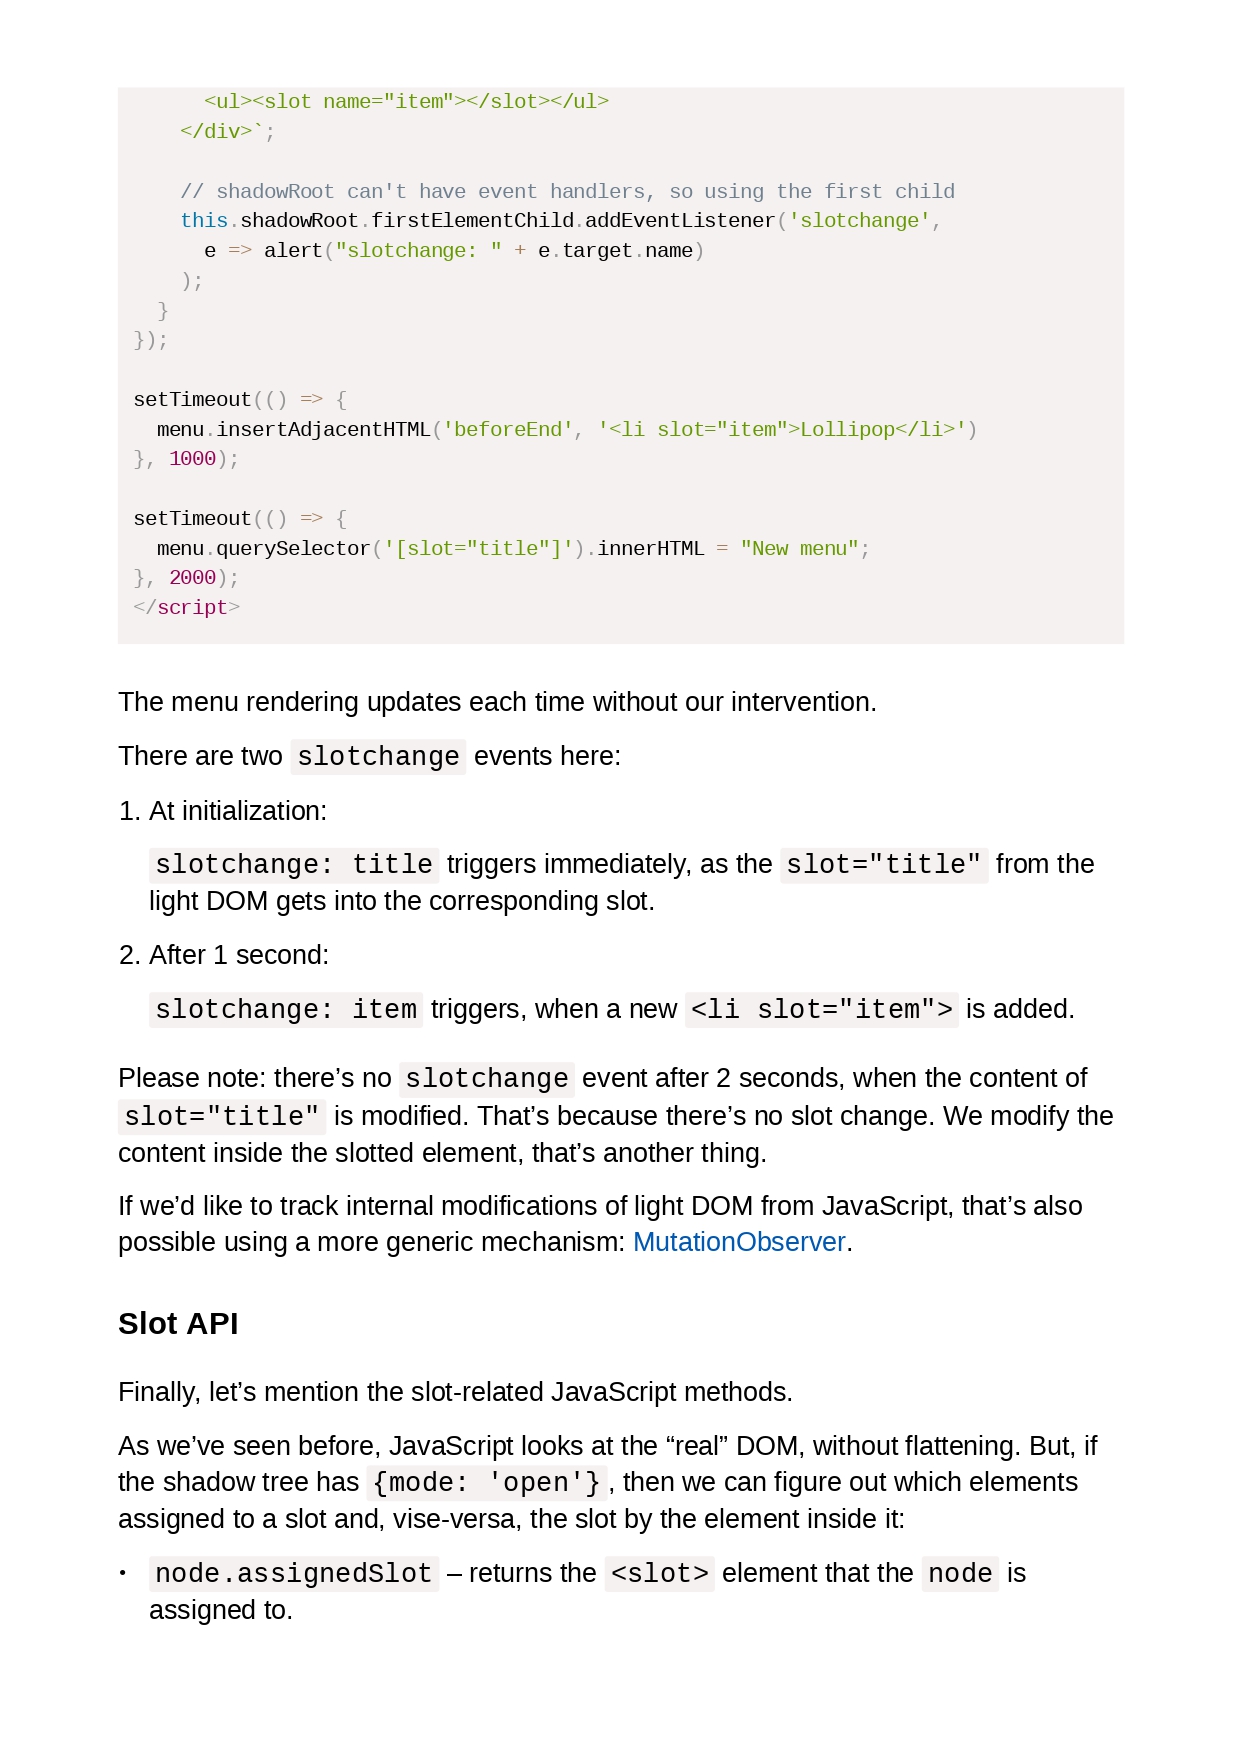 <ul><slot name="item"></slot></ul>
    </div>`;

    // shadowRoot can't have event handlers, so using the first child
    this.shadowRoot.firstElementChild.addEventListener('slotchange',
      e => alert("slotchange: " + e.target.name)
    );
  }
});

setTimeout(() => {
  menu.insertAdjacentHTML('beforeEnd', '<li slot="item">Lollipop</li>')
}, 1000);

setTimeout(() => {
  menu.querySelector('[slot="title"]').innerHTML = "New menu";
}, 2000);
</script>

The menu rendering updates each time without our intervention.
There are two slotchange events here:
1. At initialization:
slotchange: title triggers immediately, as the slot="title" from the
light DOM gets into the corresponding slot.
2. After 1 second:
slotchange: item triggers, when a new <li slot="item"> is added.
Please note: there’s no slotchange event after 2 seconds, when the content of
slot="title" is modified. That’s because there’s no slot change. We modify the
content inside the slotted element, that’s another thing.
If we’d like to track internal modifications of light DOM from JavaScript, that’s also
possible using a more generic mechanism: MutationObserver.
Slot API
Finally, let’s mention the slot-related JavaScript methods.
As we’ve seen before, JavaScript looks at the “real” DOM, without flattening. But, if
the shadow tree has {mode: 'open'}, then we can figure out which elements
assigned to a slot and, vise-versa, the slot by the element inside it:
• node.assignedSlot – returns the <slot> element that the node is
assigned to.